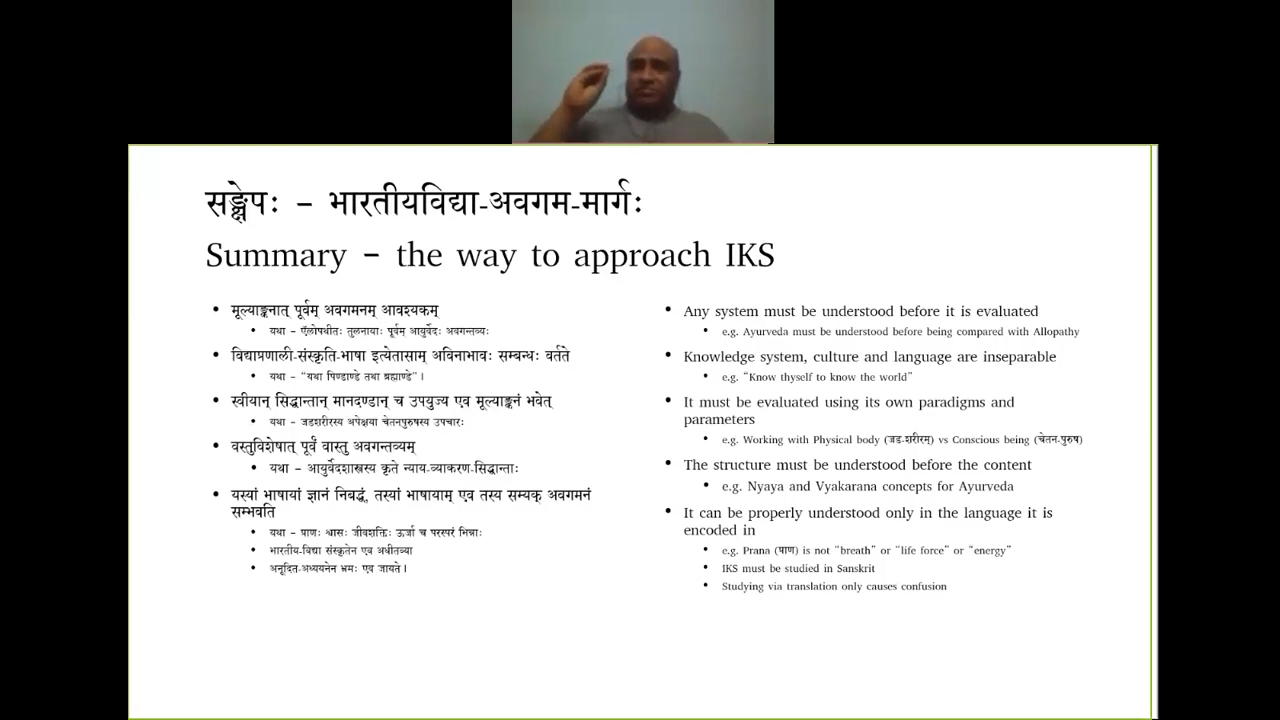 सङ्क्षेपः – भारतीयविद्या-अवगम-मार्गः
Summary – the way to approach IKS
• मूल्याङ्कनात् पूर्वम् अवगमनम् आवश्यकम्
• यथा – ऍलोपथीतः तुलनायाः पूर्वम् आयुर्वेदः अवगन्तव्यः
• विद्याप्रणाली-संस्कृति-भाषा इत्येतासाम् अविनाभावः सम्बन्धः वर्तते
• यथा – “यथा पिण्डाण्डे तथा ब्रह्माण्डे” ।
• स्वीयान् सिद्धान्तान् मानदण्डान् च उपयुज्य एव मूल्याङ्कनं भवेत्
• यथा – जडशरीरस्य अपेक्षया चेतनपुरुषस्य उपचारः
• वस्तुविशेषात् पूर्वं वास्तु अवगन्तव्यम्
• यथा – आयुर्वेदशास्त्रस्य कृते न्याय-व्याकरण-सिद्धान्ताः
• यस्यां भाषायां ज्ञानं निबद्धं, तस्यां भाषायाम् एव तस्य सम्यक् अवगमनं
सम्भवति
• यथा – प्राणः श्वासः जीवशक्तिः ऊर्जा च परस्परं भिन्नाः
• भारतीय-विद्या संस्कृतेन एव अधीतव्या
• अनूदित-अध्ययनेन भ्रमः एव जायते ।
• Any system must be understood before it is evaluated
• e.g. Ayurveda must be understood before being compared with Allopathy
• Knowledge system, culture and language are inseparable
• e.g. “Know thyself to know the world”
• It must be evaluated using its own paradigms and
parameters
• e.g. Working with Physical body (जड-शरीरम्) vs Conscious being (चेतन-पुरुष)
• The structure must be understood before the content
• e.g. Nyaya and Vyakarana concepts for Ayurveda
• It can be properly understood only in the language it is
encoded in
• e.g. Prana (प्राण) is not “breath” or “life force” or “energy”
• IKS must be studied in Sanskrit
• Studying via translation only causes confusion